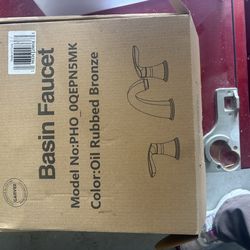 Basin Faucet
Model No:PHO_0QEPN5MK
Color:Oil Rubbed Bronze